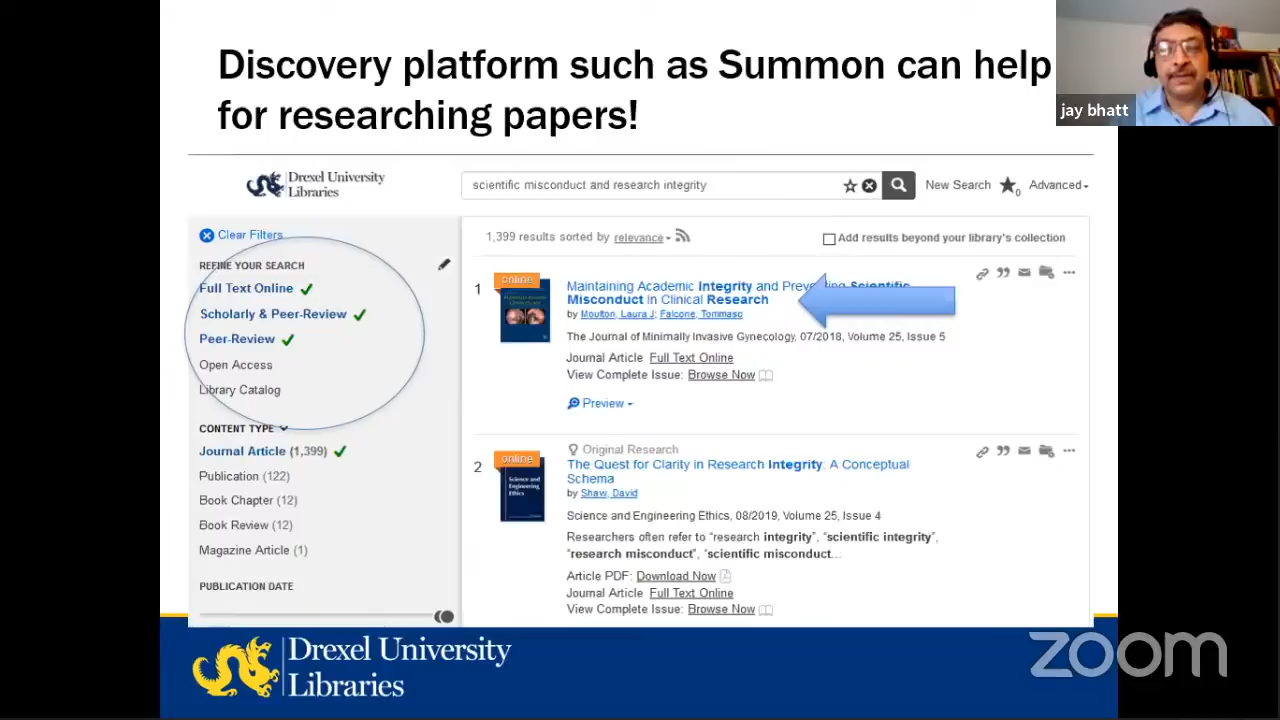 Discovery platform such as Summon can help
for researching papers!
jay bhatt
Drexel University
Libraries
scientific misconduct and research integrity
New Search
0
Advanced
Clear Filters
REFINE YOUR SEARCH
Full Text Online
Scholarly & Peer-Review
Peer-Review
Open Access
Library Catalog
CONTENT TYPE
Journal Article (1,399)
Publication (122)
Book Chapter (12)
Book Review (12)
Magazine Article (1)
PUBLICATION DATE
1,399 results sorted by relevance
Add results beyond your library's collection
1
online
Maintaining Academic Integrity and Preventing Scientific
Misconduct in Clinical Research
by Moulton, Laura J; Falcone, Tommaso
The Journal of Minimally Invasive Gynecology, 07/2018, Volume 25, Issue 5
Journal Article Full Text Online
View Complete Issue: Browse Now
Preview
2
online
Science and
Engineering
Ethics
Original Research
The Quest for Clarity in Research Integrity: A Conceptual
Schema
by Shaw, David
Science and Engineering Ethics, 08/2019, Volume 25, Issue 4
Researchers often refer to "research integrity", "scientific integrity",
"research misconduct", "scientific misconduct...
Article PDF: Download Now
Journal Article Full Text Online
View Complete Issue: Browse Now
Drexel University
Libraries
zoom